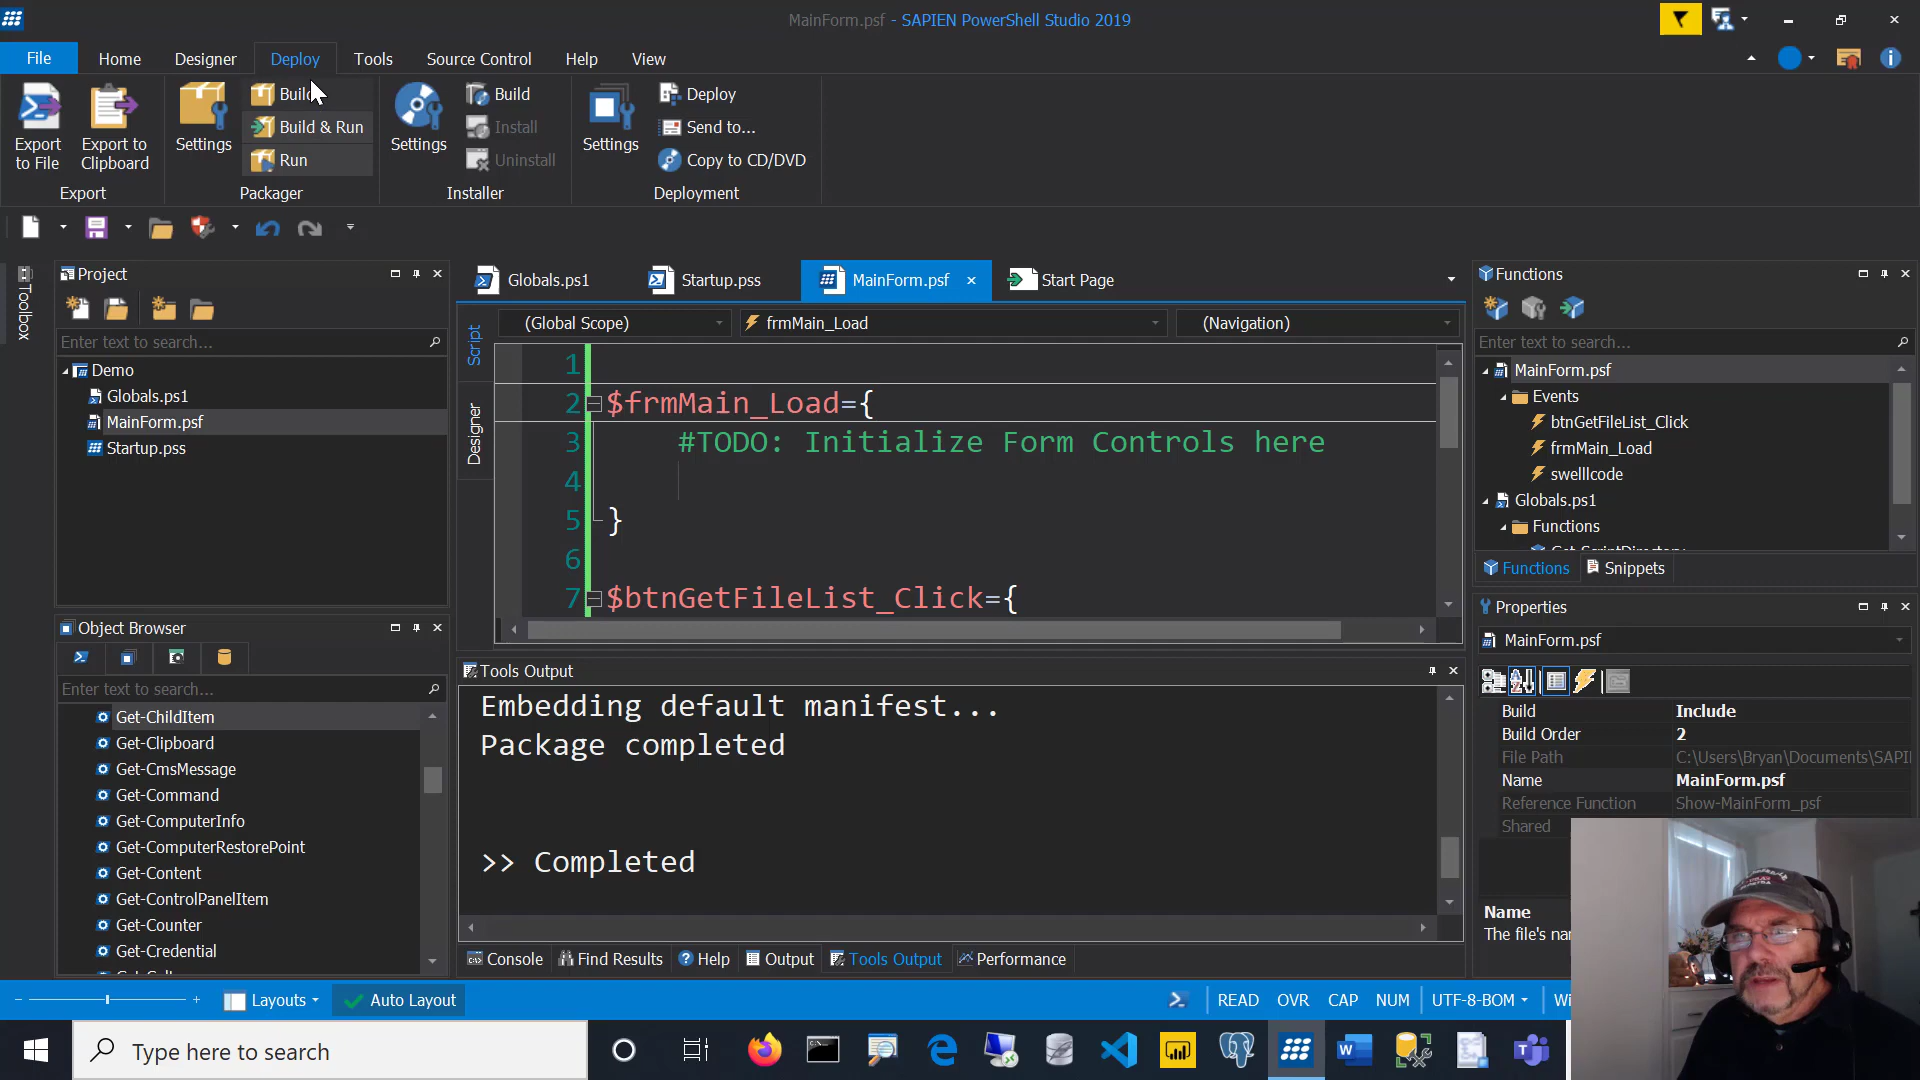 MainForm.psf - SAPIEN PowerShell Studio 2019
File Home Designer Deploy Tools Source Control Help View
Export to File
Export to Clipboard
Export
Settings
Build
Build & Run
Run
Packager
Settings
Build
Install
Uninstall
Installer
Settings
Deploy
Send to...
Copy to CD/DVD
Deployment
Toolbox
Project
Enter text to search...
Demo
Globals.ps1
MainForm.psf
Startup.pss
Object Browser
Enter text to search...
Get-ChildItem
Get-Clipboard
Get-CmsMessage
Get-Command
Get-ComputerInfo
Get-ComputerRestorePoint
Get-Content
Get-ControlPanelItem
Get-Counter
Get-Credential
Globals.ps1 Startup.pss MainForm.psf Start Page
Script
Designer
(Global Scope) frmMain_Load (Navigation)
1
2 $frmMain_Load={
3 #TODO: Initialize Form Controls here
4
5 }
6
7 $btnGetFileList_Click={
Tools Output
Embedding default manifest...
Package completed
>> Completed
Console Find Results Help Output Tools Output Performance
Functions
Enter text to search...
MainForm.psf
Events
btnGetFileList_Click
frmMain_Load
swelllcode
Globals.ps1
Functions
Functions Snippets
Properties
MainForm.psf
Build Include
Build Order 2
File Path C:\Users\Bryan\Documents\SAPI
Name MainForm.psf
Reference Function Show-MainForm_psf
Shared
Name
The file's
Layouts Auto Layout READ OVR CAP NUM UTF-8-BOM
Type here to search